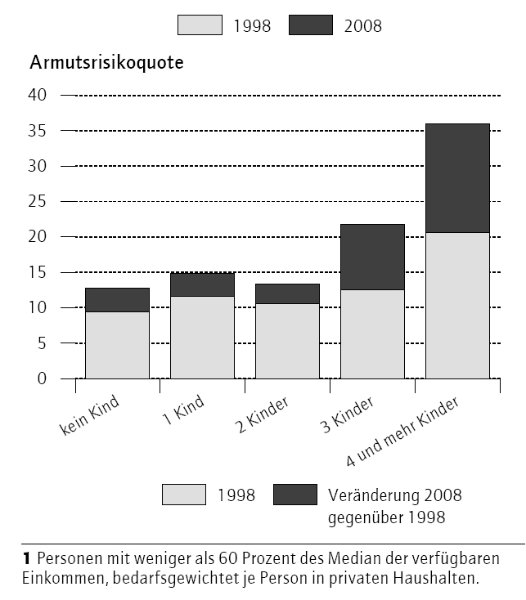 1998 2008
Armutsrisikoquote
40
35
30
25
20
15
10
5
0
kein Kind
1 Kind
2 Kinder
3 Kinder
4 und mehr Kinder
1998 Veränderung 2008
gegenüber 1998
1 Personen mit weniger als 60 Prozent des Median der verfügbaren
Einkommen, bedarfsgewichtet je Person in privaten Haushalten.